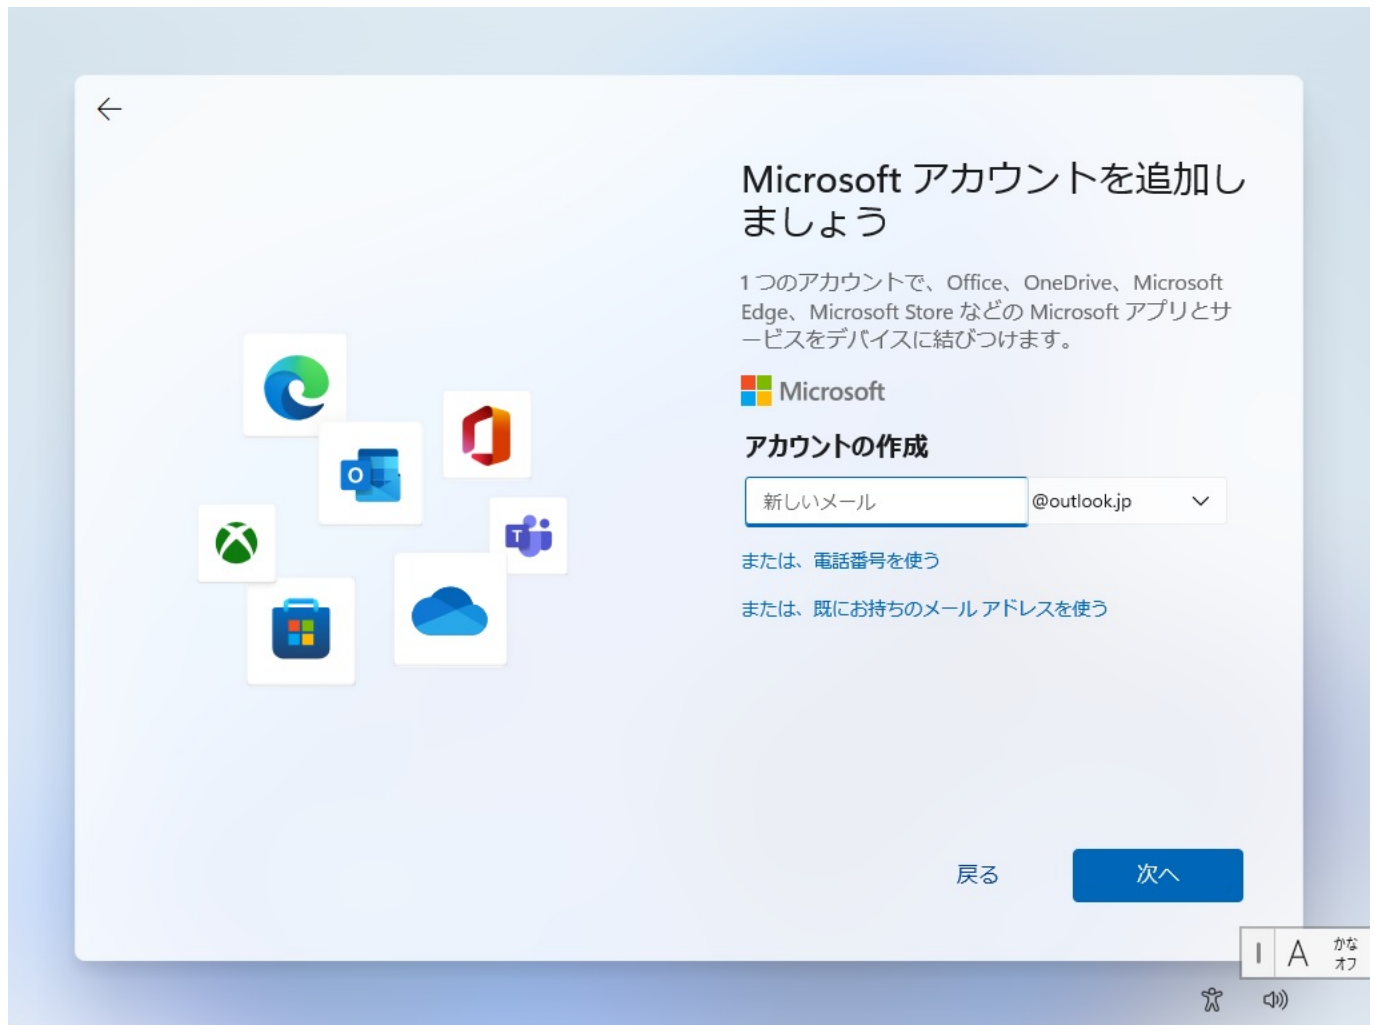 Microsoft アカウントを追加し
ましょう
1 つのアカウントで、Office、OneDrive、Microsoft
Edge、Microsoft Store などの Microsoft アプリとサ
ービスをデバイスに結びつけます。
Microsoft
アカウントの作成
新しいメール @outlook.jp
または、電話番号を使う
または、既にお持ちのメール アドレスを使う
戻る 次へ
A かな
オフ